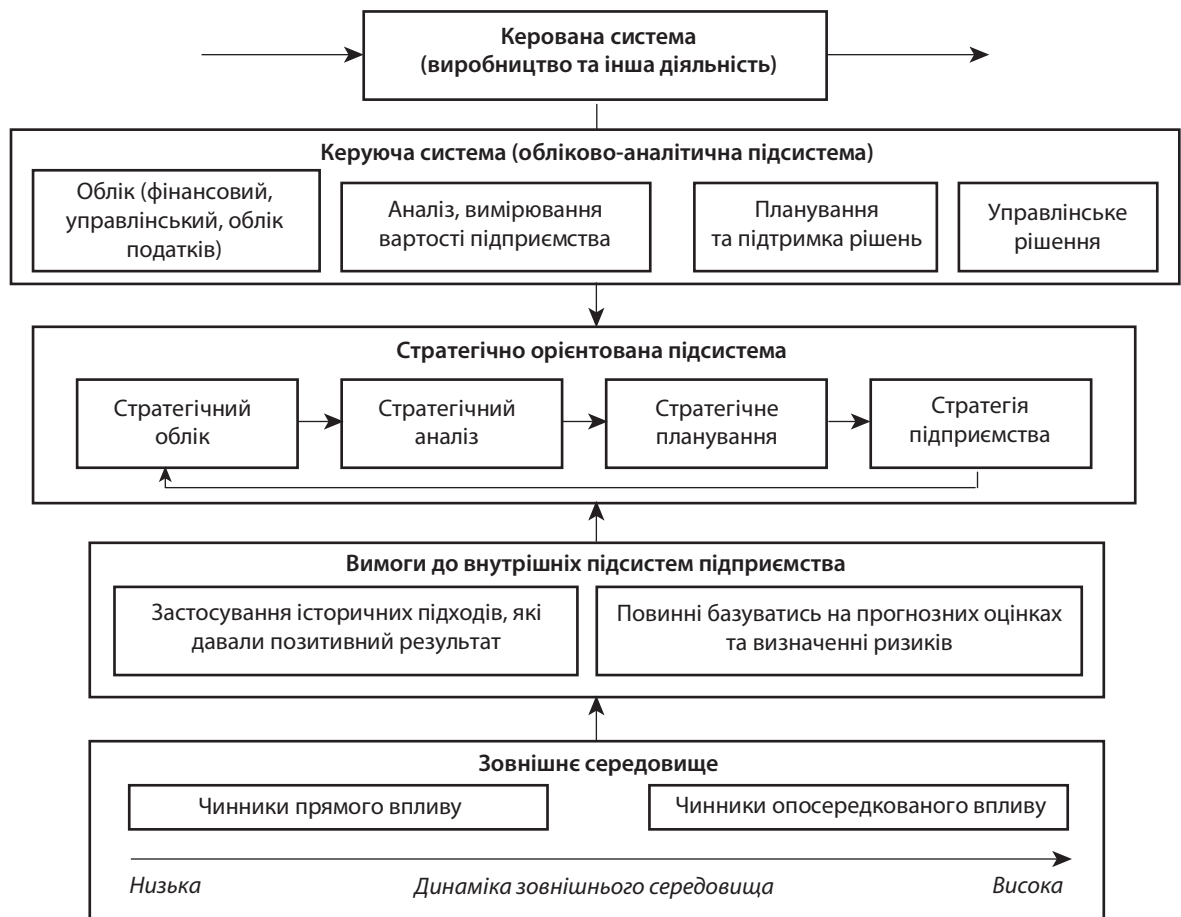 Керована система
(виробництво та інша діяльність)
Керуюча система (обліково-аналітична підсистема)
Облік (фінансовий,
управлінський, облік
податків)
Аналіз, вимірювання
вартості підприємства
Планування
та підтримка рішень
Управлінське
рішення
Стратегічно орієнтована підсистема
Стратегічний
облік
Стратегічний
аналіз
Стратегічне
планування
Стратегія
підприємства
Вимоги до внутрішніх підсистем підприємства
Застосування історичних підходів, які
давали позитивний результат
Повинні базуватись на прогнозних оцінках
та визначенні ризиків
Зовнішнє середовище
Чинники прямого впливу
Чинники опосередкованого впливу
Низька
Динаміка зовнішнього середовища
Висока